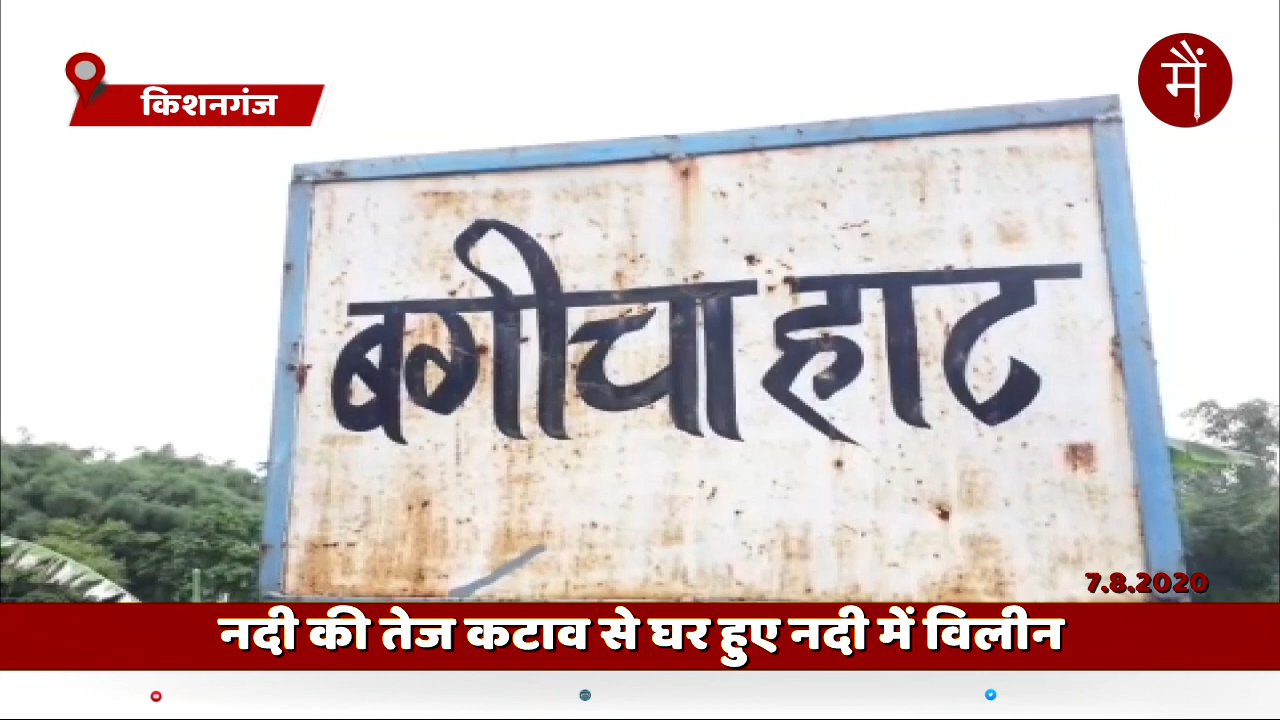 किशनगंज
मैं
बगीचा हाट
7.8.2020
नदी की तेज कटाव से घर हुए नदी में विलीन